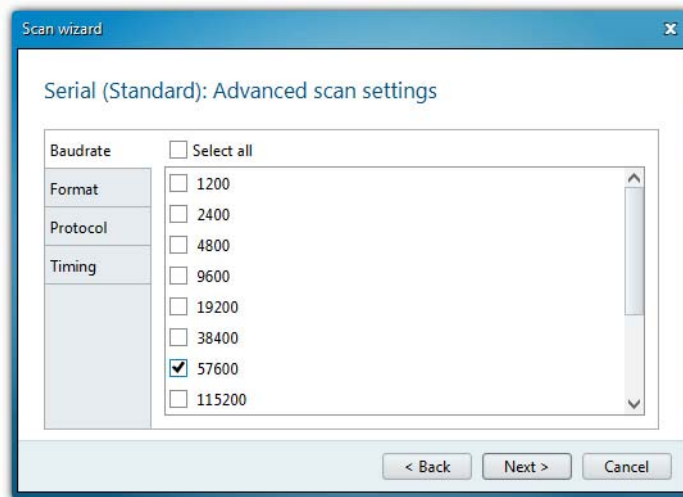 Scan wizard
Serial (Standard): Advanced scan settings
Baudrate
Format
Protocol
Timing
Select all
1200
2400
4800
9600
19200
38400
57600
115200
< Back
Next >
Cancel